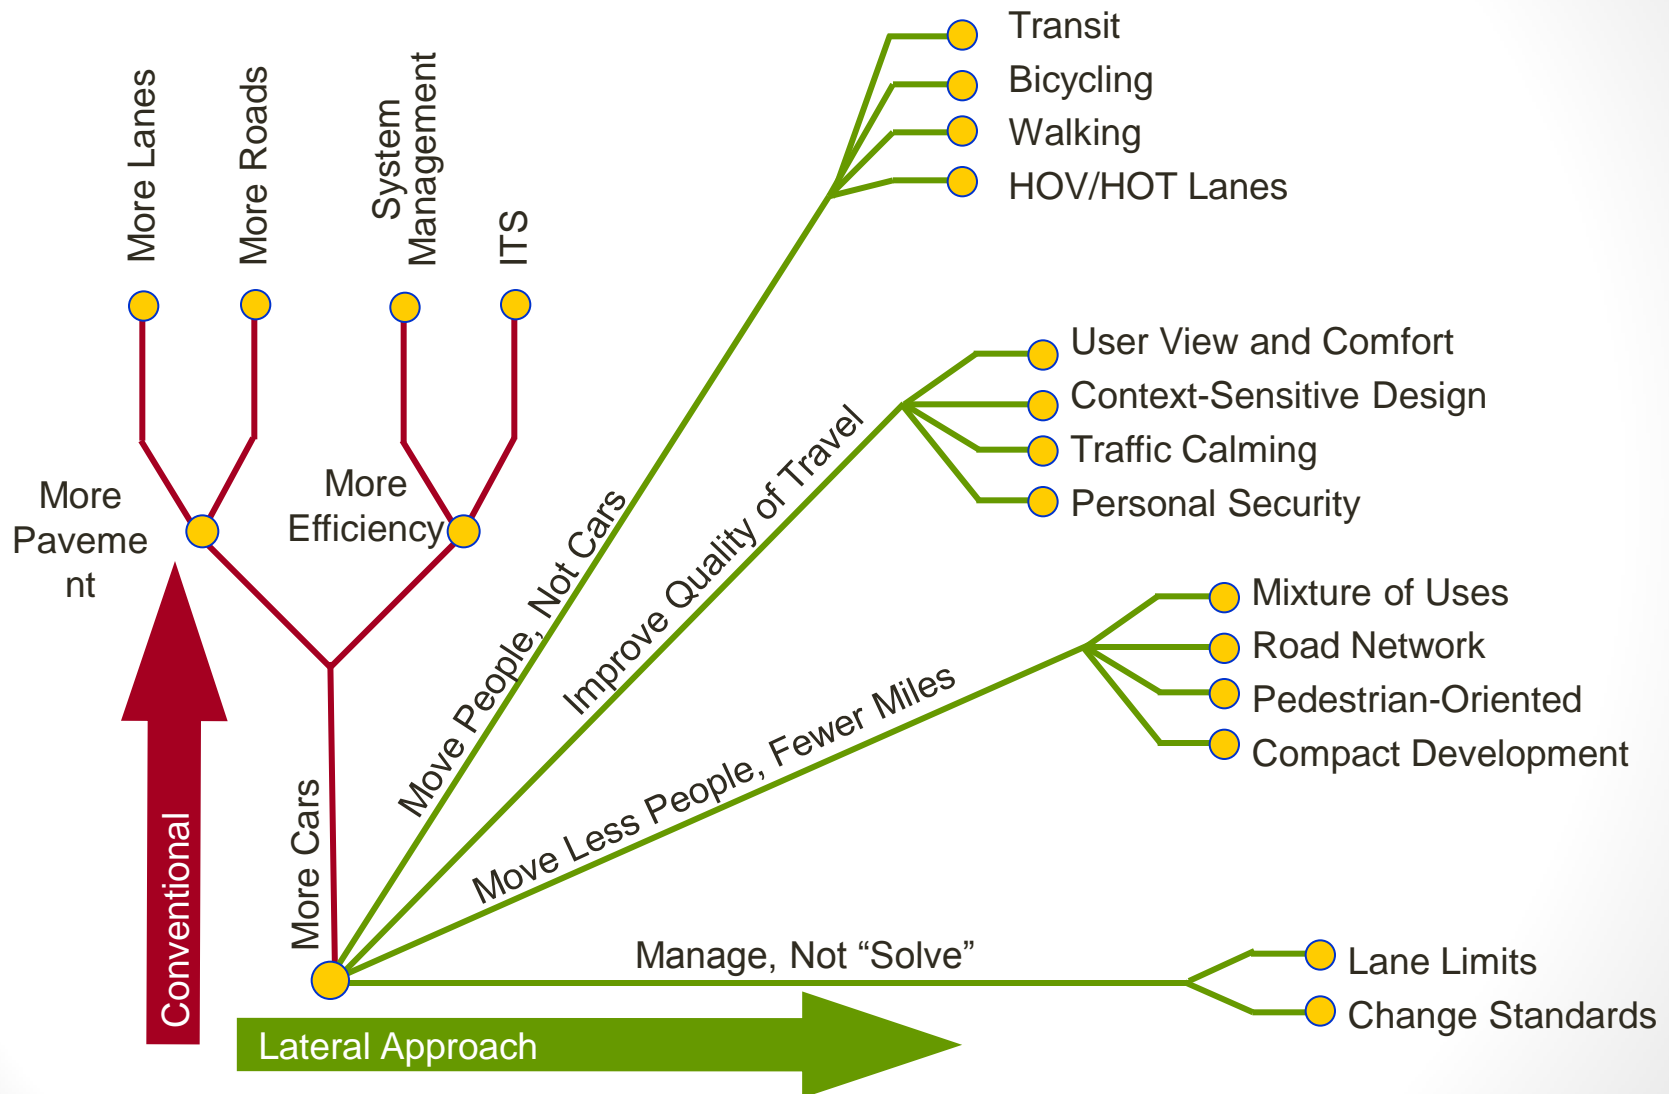 More Lanes
More Roads
System
Management
ITS
More
Paveme
nt
More
Efficiency
More Cars
Conventional
Move People, Not Cars
Transit
Bicycling
Walking
HOV/HOT Lanes
Improve Quality of Travel
User View and Comfort
Context-Sensitive Design
Traffic Calming
Personal Security
Move Less People, Fewer Miles
Mixture of Uses
Road Network
Pedestrian-Oriented
Compact Development
Manage, Not “Solve”
Lane Limits
Change Standards
Lateral Approach